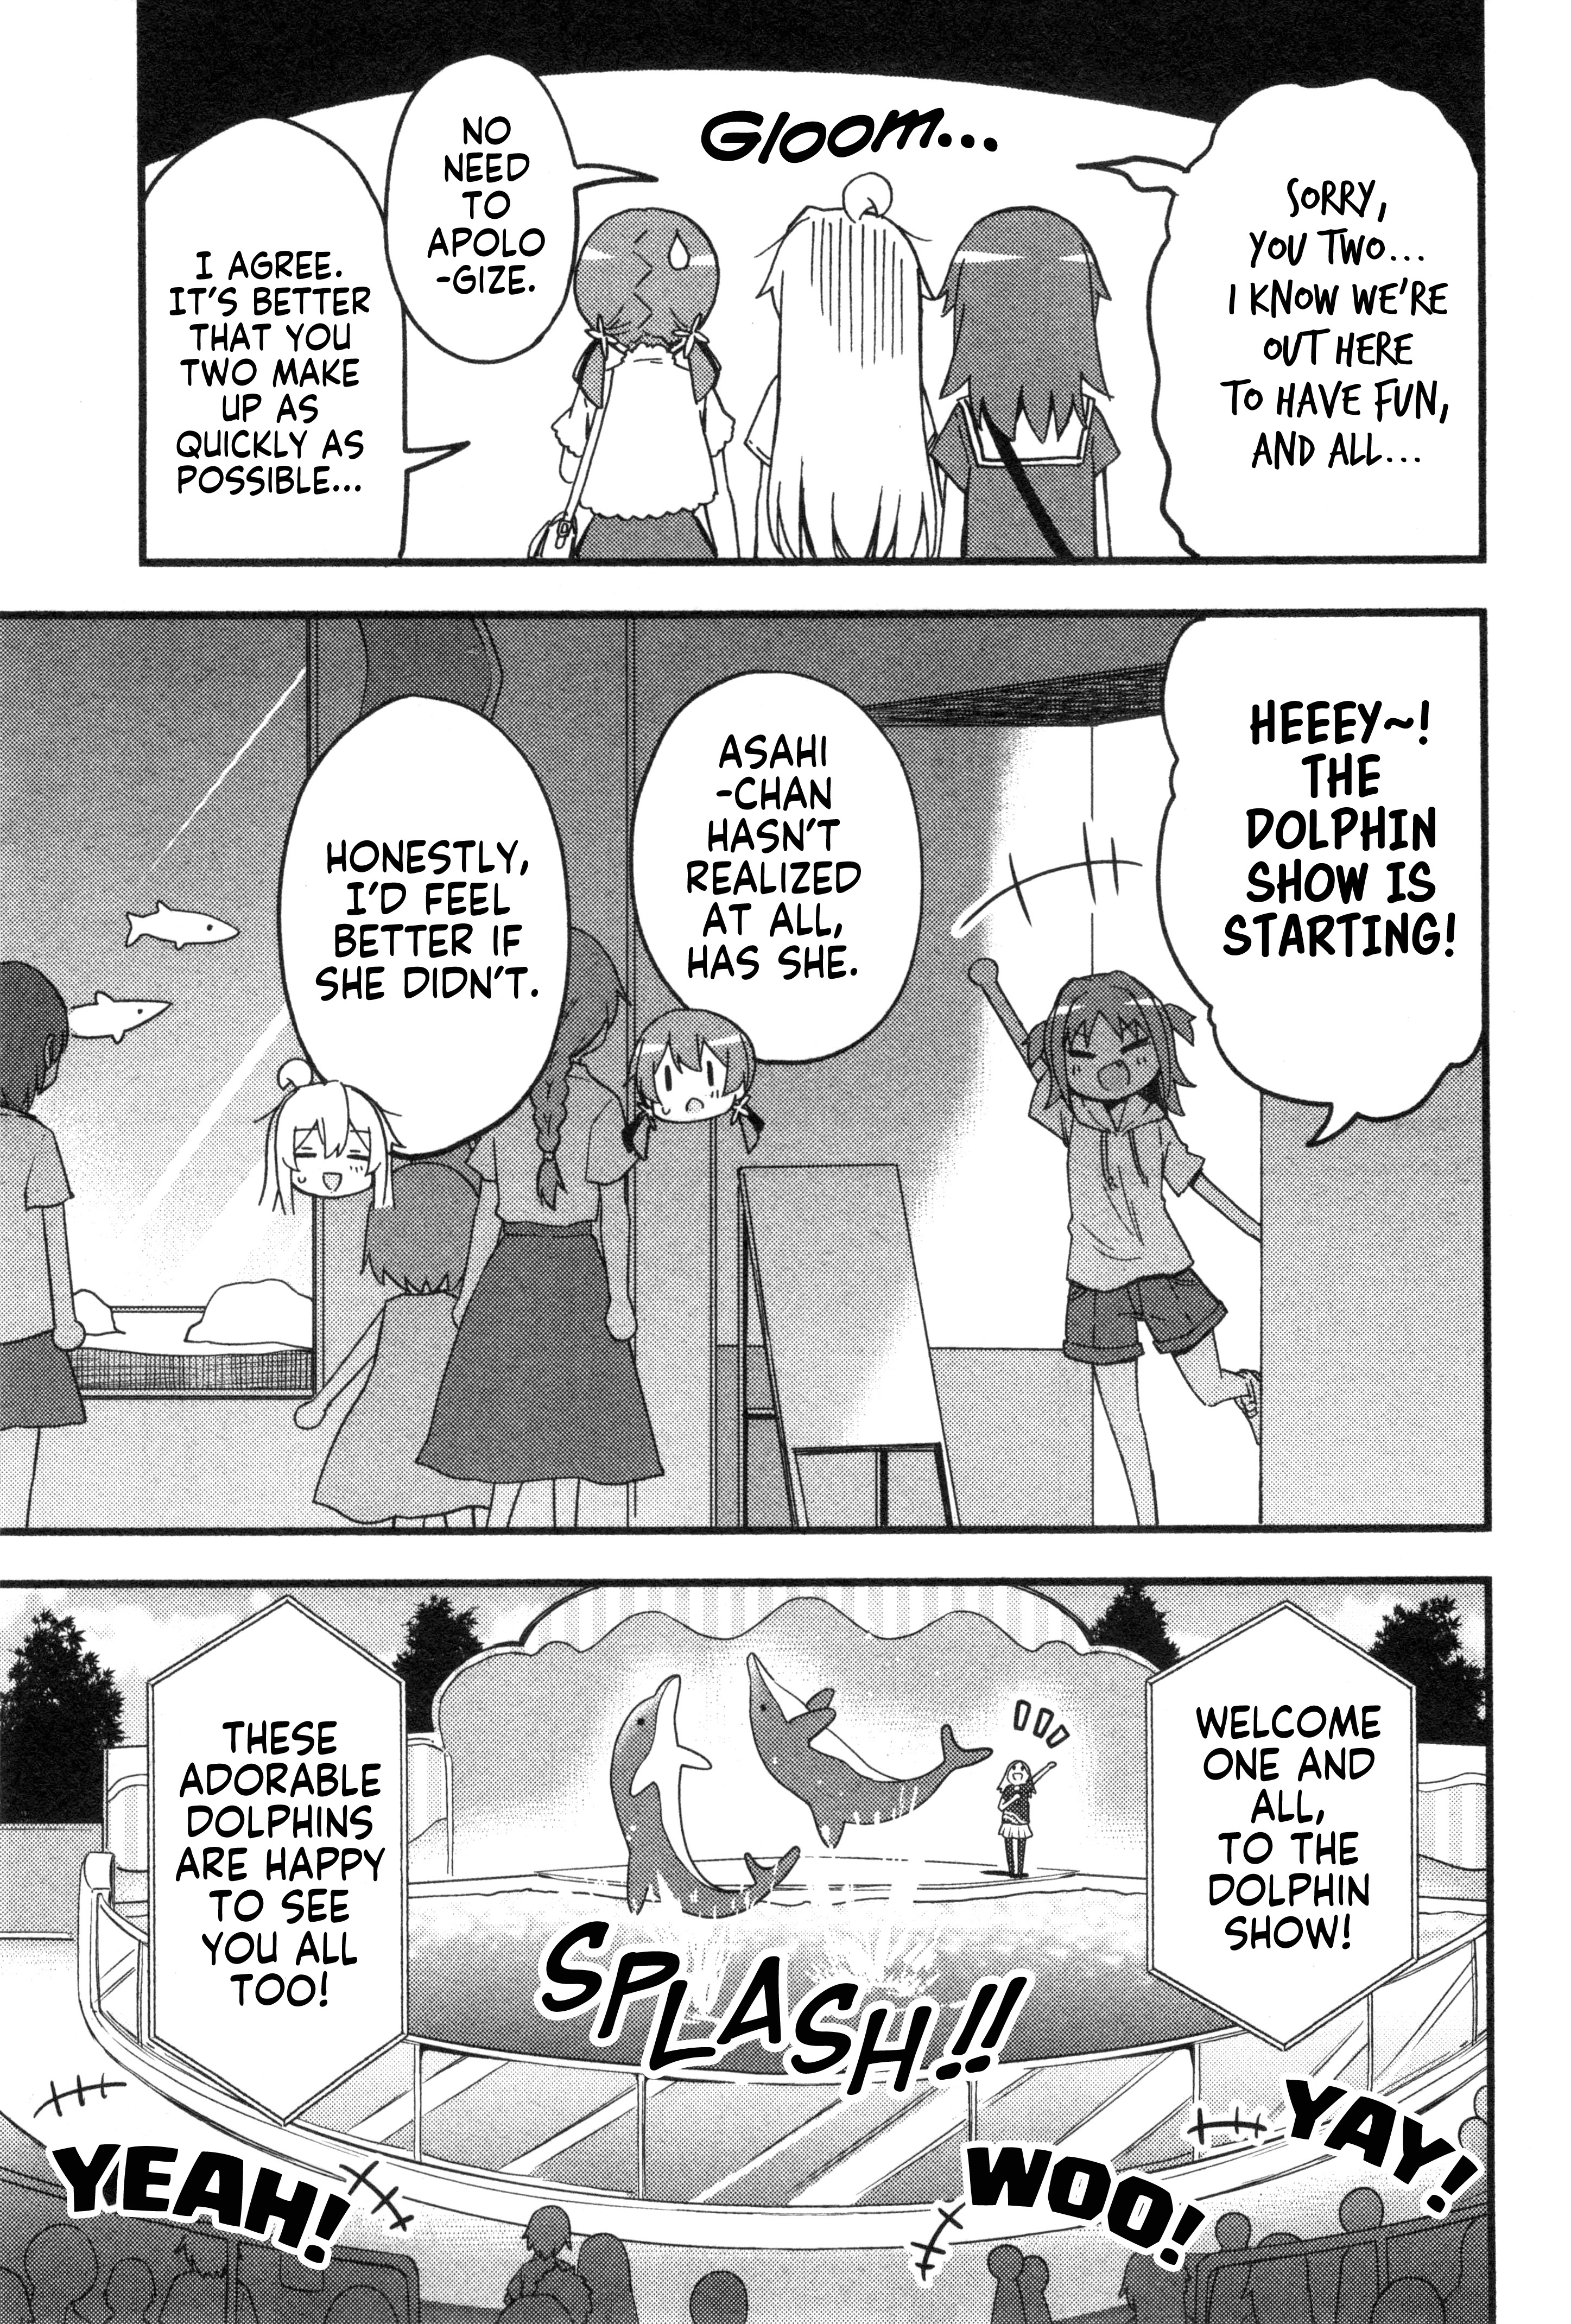 SORRY,
YOU TWO...
I KNOW WE'RE
OUT HERE
TO HAVE FUN,
AND ALL...
Gloom...
NO
NEED
TO
APOLO
-GIZE.
I AGREE.
IT'S BETTER
THAT YOU
TWO MAKE
UP AS
QUICKLY AS
POSSIBLE...
HEEEY~!
THE
DOLPHIN
SHOW IS
STARTING!
ASAHI
-CHAN
HASN'T
REALIZED
AT ALL,
HAS SHE.
HONESTLY,
I'D FEEL
BETTER IF
SHE DIDN'T.
WELCOME
ONE AND
ALL,
TO THE
DOLPHIN
SHOW!
THESE
ADORABLE
DOLPHINS
ARE HAPPY
TO SEE
YOU ALL
TOO!
SPLASH!!
YAY!
WOO!
YEAH!